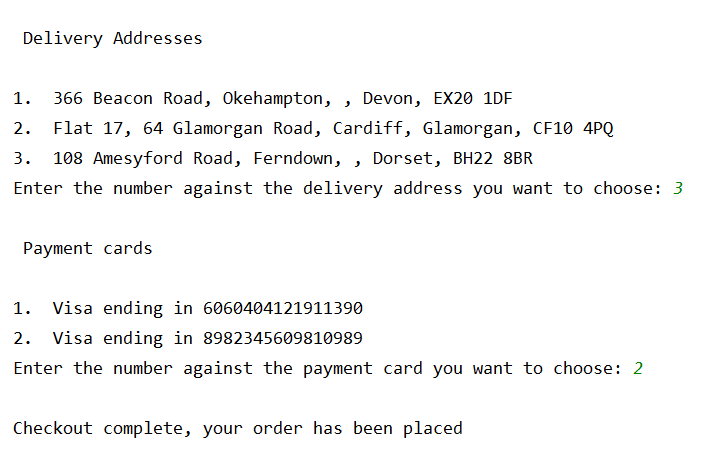 Delivery Addresses
1. 366 Beacon Road, Okehampton, , Devon, EX20 1DF
2. Flat 17, 64 Glamorgan Road, Cardiff, Glamorgan, CF10 4PQ
3. 108 Amesyford Road, Ferndown, , Dorset, BH22 8BR
Enter the number against the delivery address you want to choose: 3
Payment cards
1. Visa ending in 6060404121911390
2. Visa ending in 8982345609810989
Enter the number against the payment card you want to choose: 2
Checkout complete, your order has been placed